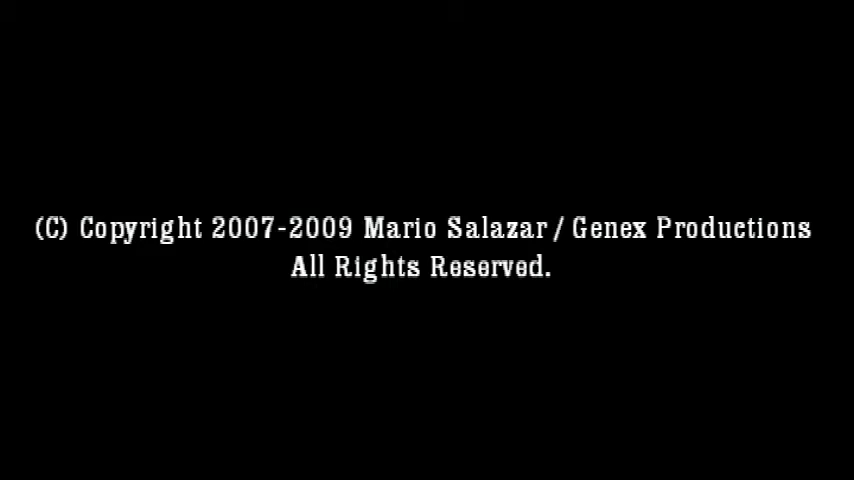 (C) Copyright 2007-2009 Mario Salazar / Genex Productions
All Rights Reserved.